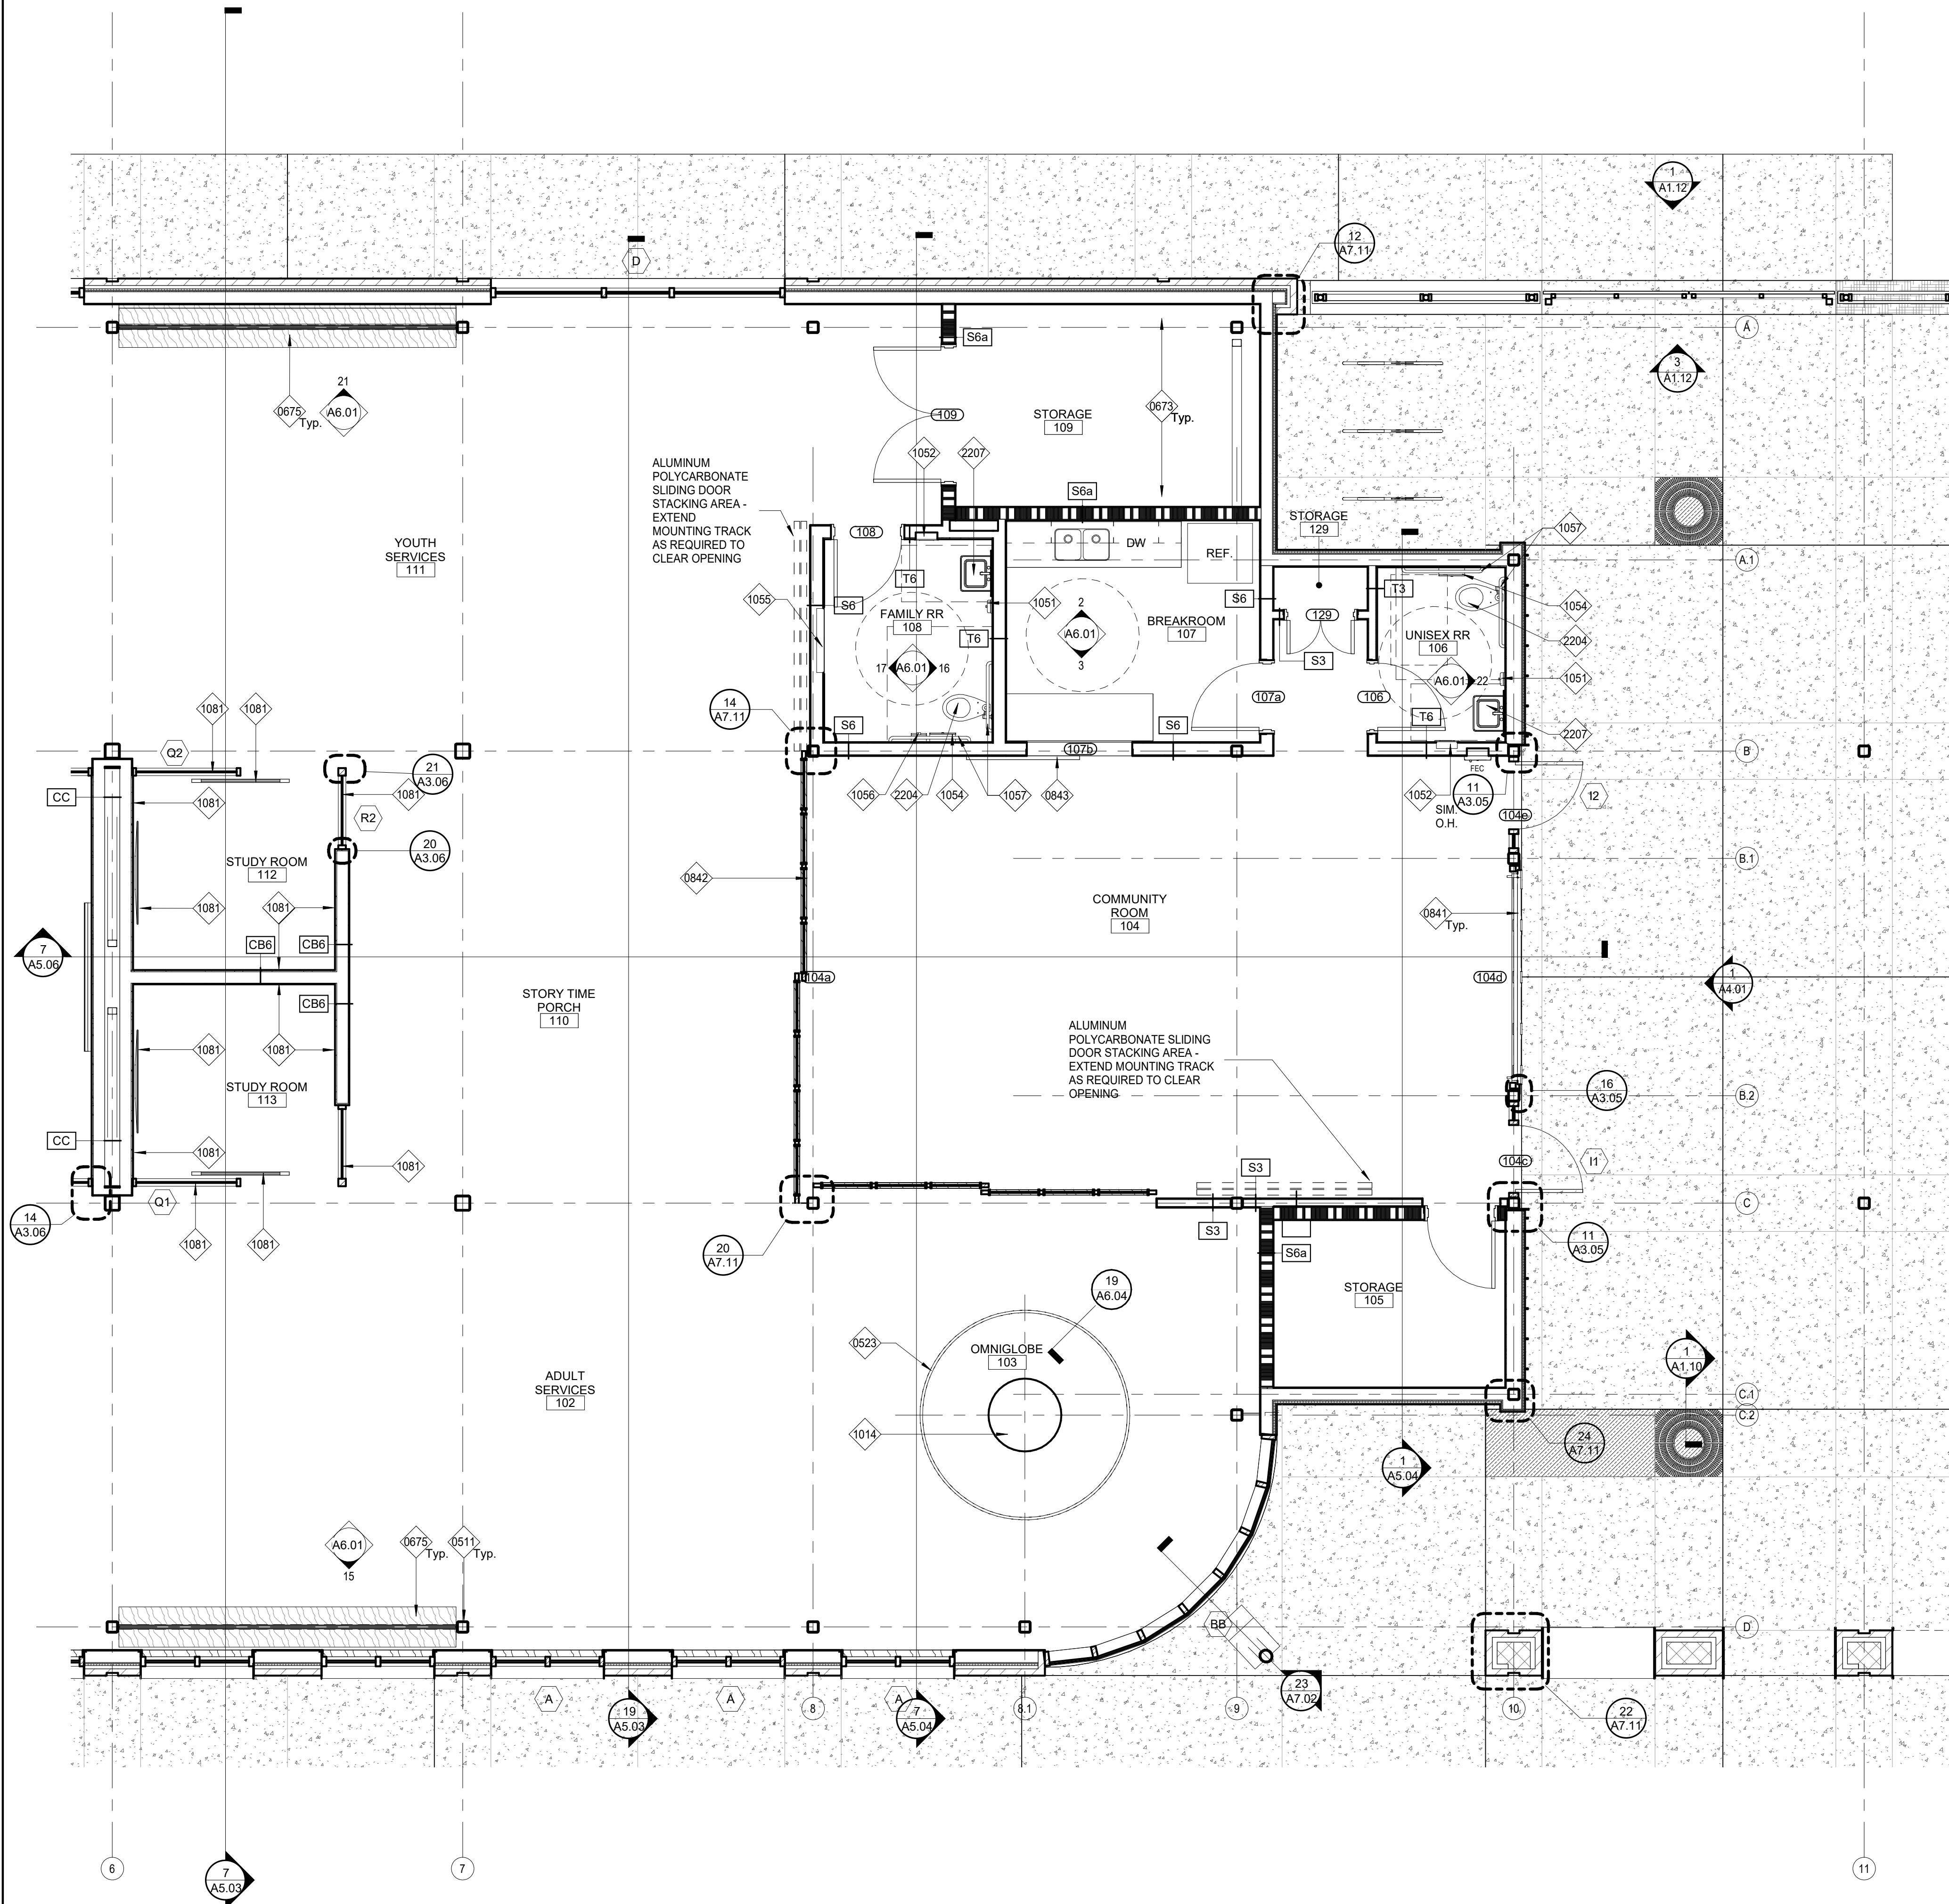 1
A1.12
12
A7.11
D
A
S6a
3
A1.12
21
A6.01
0675
Typ.
109
STORAGE
109
0673
Typ.
1052
2207
ALUMINUM
POLYCARBONATE
SLIDING DOOR
STACKING AREA -
EXTEND
MOUNTING TRACK
AS REQUIRED TO
CLEAR OPENING
S6a
STORAGE
129
1057
108
DW
REF.
YOUTH
SERVICES
111
A.1
T6
T3
1055
S6
1051
2
S6
1054
FAMILY RR
108
A6.01
BREAKROOM
107
129
UNISEX RR
106
2204
T6
3
S3
17
A6.01
16
A6.01
22
1051
107a
106
14
A7.11
1081
1081
S6
S6
T6
2207
Q2
107b
B
FEC
21
A3.06
CC
1081
1081
1056
2204
1054
1057
0843
1052
11
A3.05
SIM.
O.H.
I2
104e
R2
20
A3.06
STUDY ROOM
112
B.1
0842
1081
1081
COMMUNITY
ROOM
104
0841
Typ.
CB6
CB6
7
A5.06
104a
104d
1
A4.01
CB6
STORY TIME
PORCH
110
1081
1081
ALUMINUM
POLYCARBONATE SLIDING
DOOR STACKING AREA -
EXTEND MOUNTING TRACK
AS REQUIRED TO CLEAR
OPENING
STUDY ROOM
113
16
A3.05
B.2
CC
1081
1081
S3
104c
I1
Q1
C
14
A3.06
1081
1081
20
A7.11
S3
S6a
11
A3.05
19
A6.04
STORAGE
105
0523
OMNIGLOBE
103
1
A1.10
ADULT
SERVICES
102
C.1
C.2
1014
24
A7.11
1
A5.04
A6.01
15
0675
Typ.
0511
Typ.
BB
D
23
A7.02
A
A
A
19
A5.03
8
7
A5.04
8.1
9
10
22
A7.11
6
7
A5.03
7
11